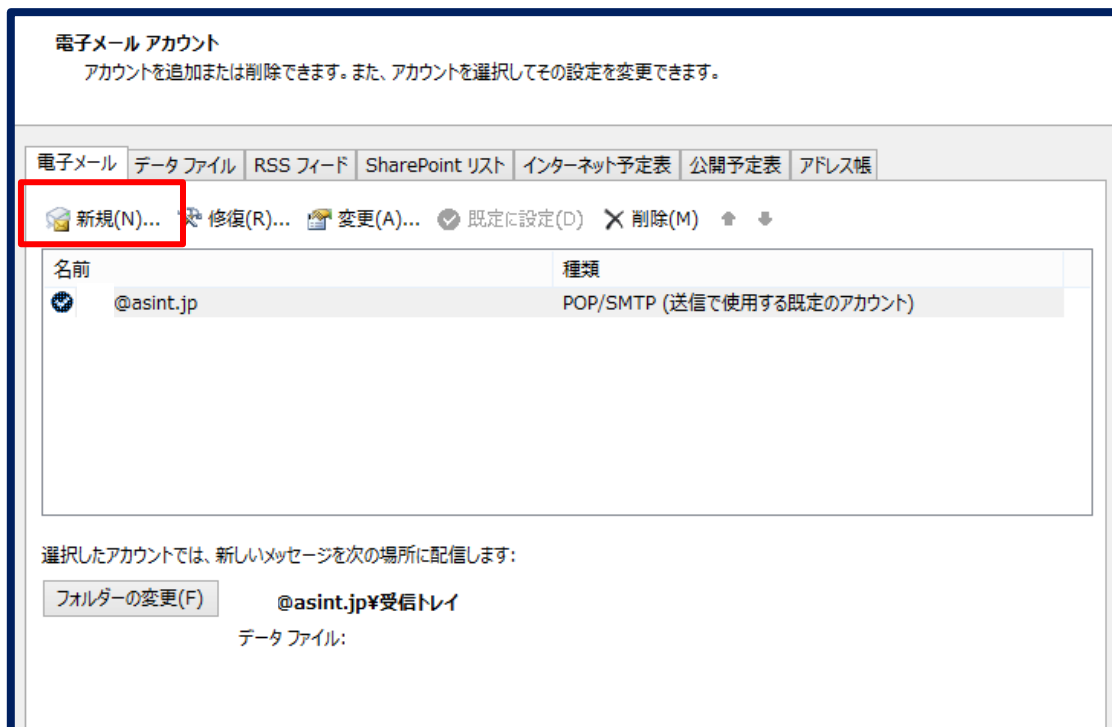 電子メール アカウント
アカウントを追加または削除できます。また、アカウントを選択してその設定を変更できます。
電子メール データ ファイル RSS フィード SharePoint リスト インターネット予定表 公開予定表 アドレス帳
新規(N)... 修復(R)... 変更(A)... 既定に設定(D) 削除(M)
名前 種類
@asint.jp POP/SMTP (送信で使用する既定のアカウント)
選択したアカウントでは、新しいメッセージを次の場所に配信します:
フォルダーの変更(F) @asint.jp¥受信トレイ
データ ファイル: